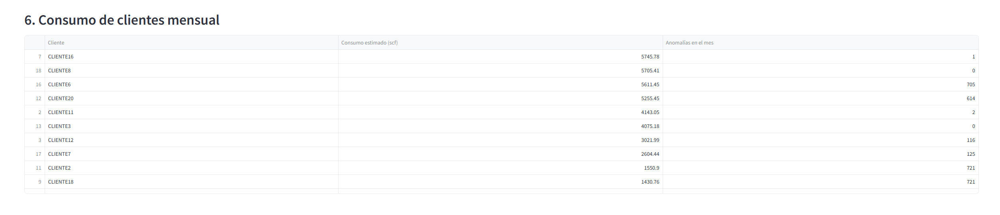 6. Consumo de clientes mensual
Cliente Consumo estimado (scf) Anomalías en el mes
7 CLIENTE16 5745.78 1
18 CLIENTE8 5705.41 0
16 CLIENTE6 5611.45 705
12 CLIENTE20 5255.45 614
2 CLIENTE11 4143.05 2
13 CLIENTE3 4075.18 0
3 CLIENTE12 3021.99 116
17 CLIENTE7 2604.44 125
11 CLIENTE2 1550.9 721
9 CLIENTE18 1430.76 721